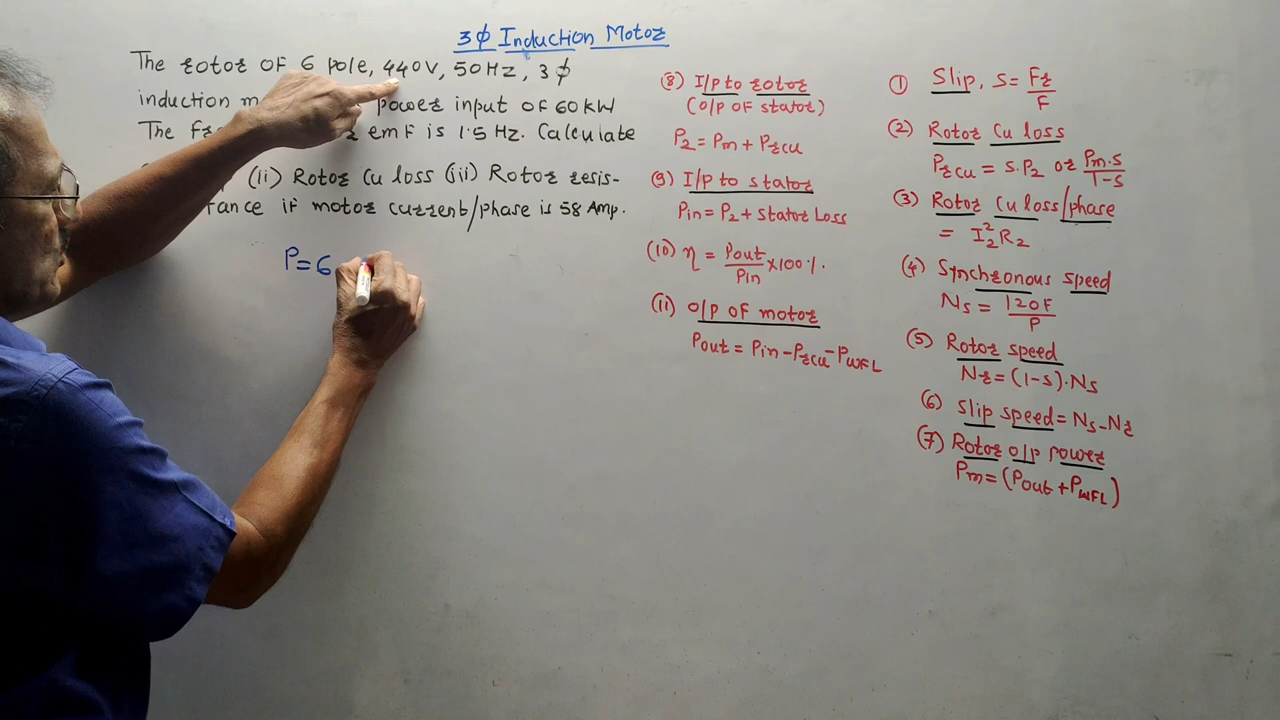 3ϕ Induction Motor
The rotor of 6 pole, 440V, 50Hz, 3ϕ
induction m power input of 60kW
The Fr emF is 1.5 Hz. Calculate
(ii) Rotor Cu loss (iii) Rotor resis-
tance if motor current/phase is 58 Amp.
P=6
(8) I/p to rotor
(O/p of stator)
P₂ = Pm + Prcu
(9) I/p to stator
Pin = P₂ + stator Loss
(10) η = Pout/Pin × 100%.
(11) O/p of motor
Pout = Pin - Prcu - PWFL
(1) Slip, s = Fr/F
(2) Rotor Cu loss
Prcu = s.P₂ or Pm.s/1-s
(3) Rotor Cu loss/phase
= I₂²R₂
(4) Synchronous speed
Ns = 120F/P
(5) Rotor speed
Nr = (1-s).Ns
(6) slip speed = Ns-Nr
(7) Rotor o/p power
Pm = (Pout + PWFL)